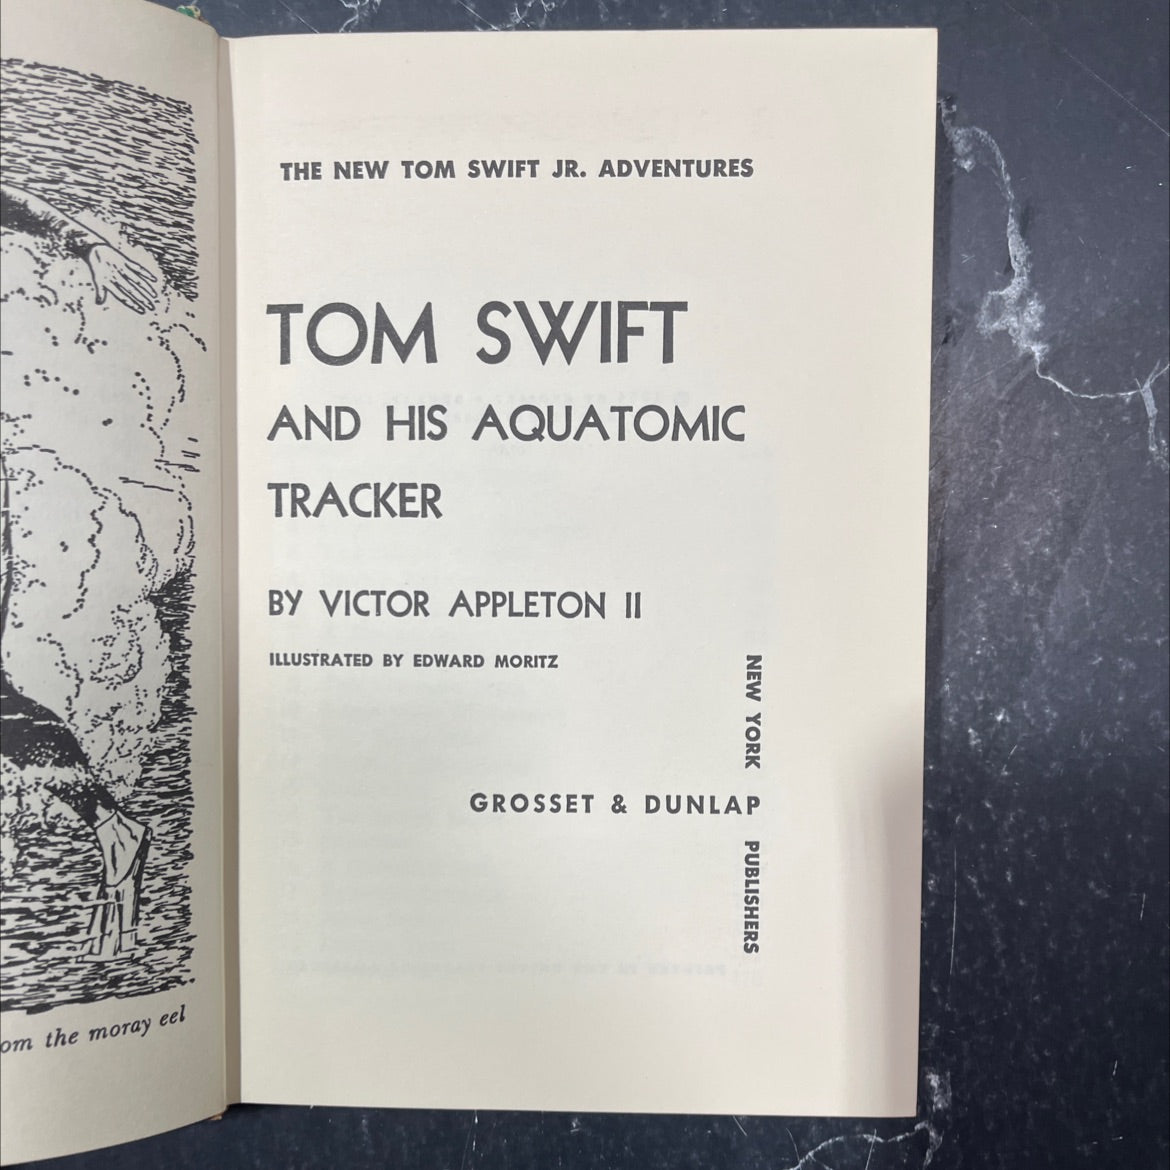 THE NEW TOM SWIFT JR. ADVENTURES
TOM SWIFT
AND HIS AQUATOMIC
TRACKER
BY VICTOR APPLETON II
ILLUSTRATED BY EDWARD MORITZ
NEW YORK
GROSSET & DUNLAP
PUBLISHERS
the moray eel